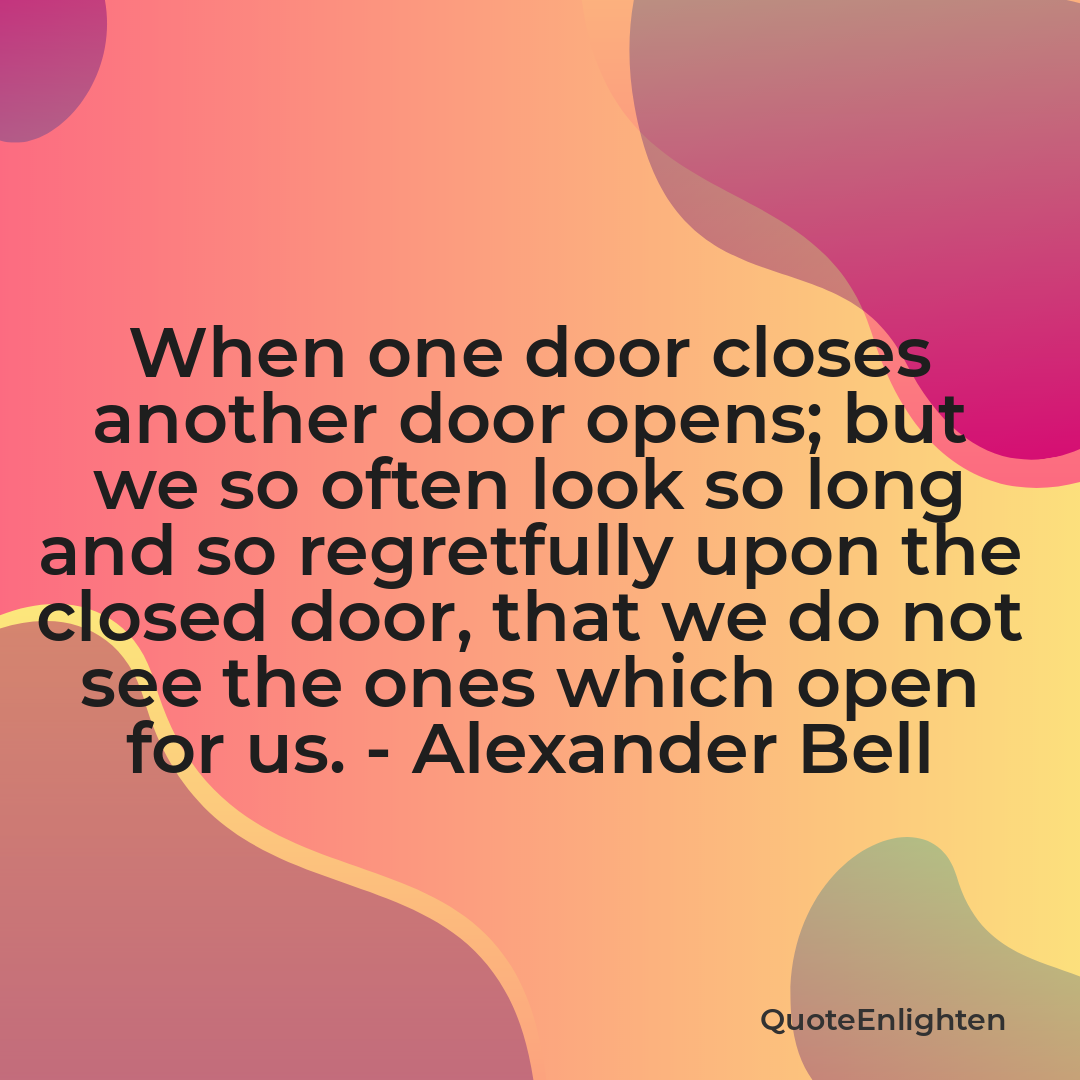 When one door closes
another door opens; but
we so often look so long
and so regretfully upon the
closed door, that we do not
see the ones which open
for us. - Alexander Bell
QuoteEnlighten